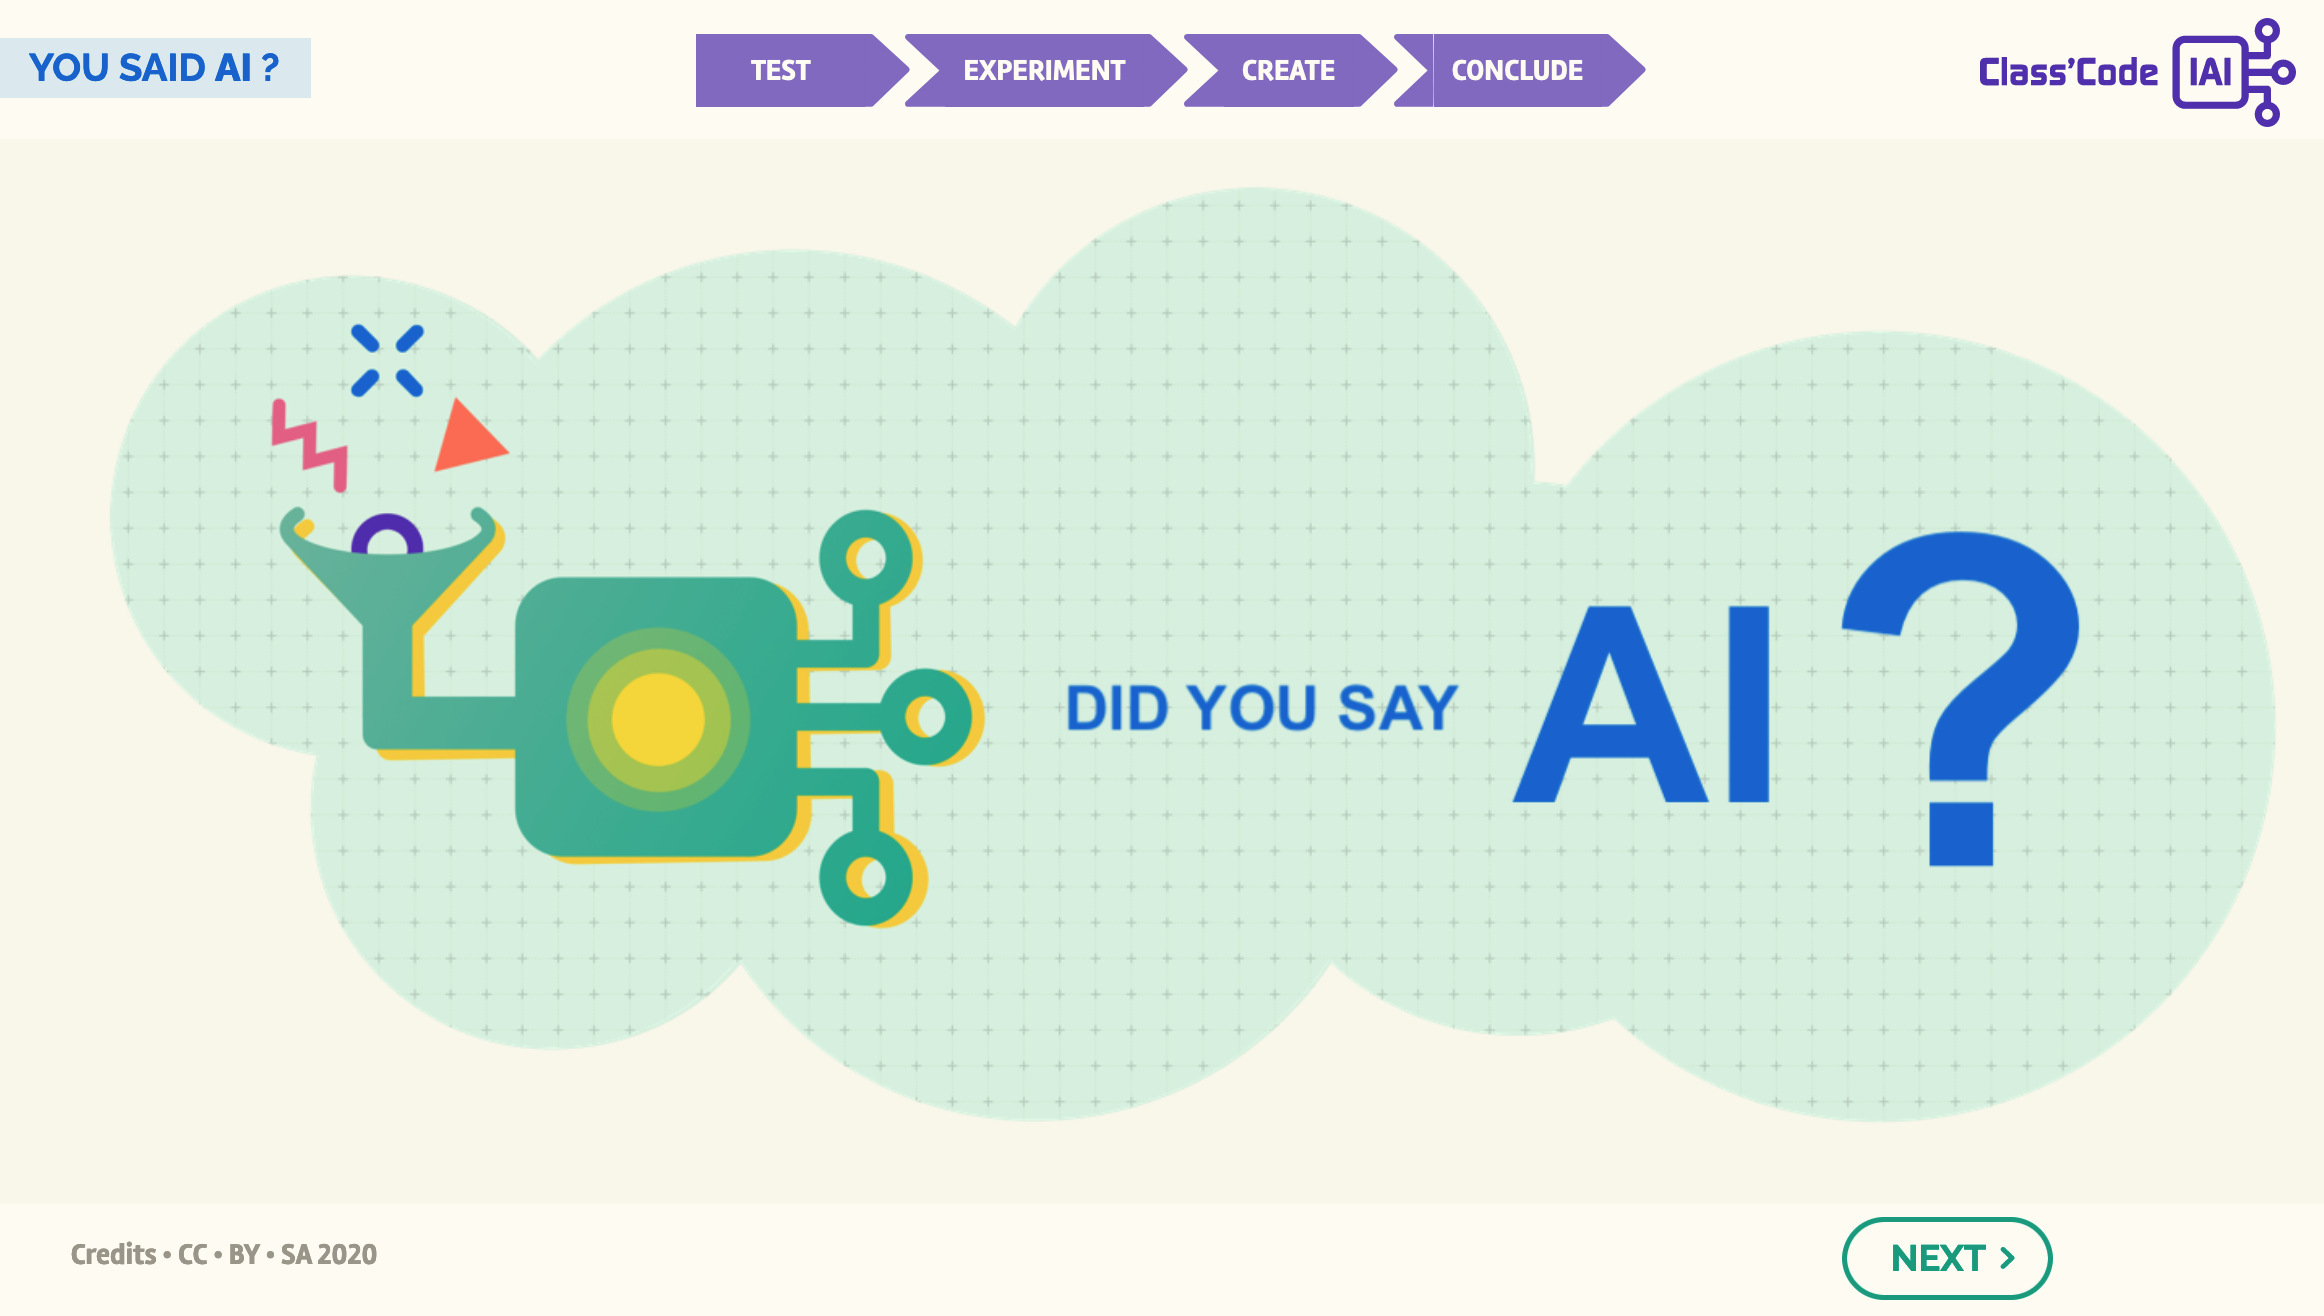 YOU SAID AI ?
TEST
EXPERIMENT
CREATE
CONCLUDE
Class'Code
IAI
DID YOU SAY AI ?
Credits • CC • BY • SA 2020
NEXT >